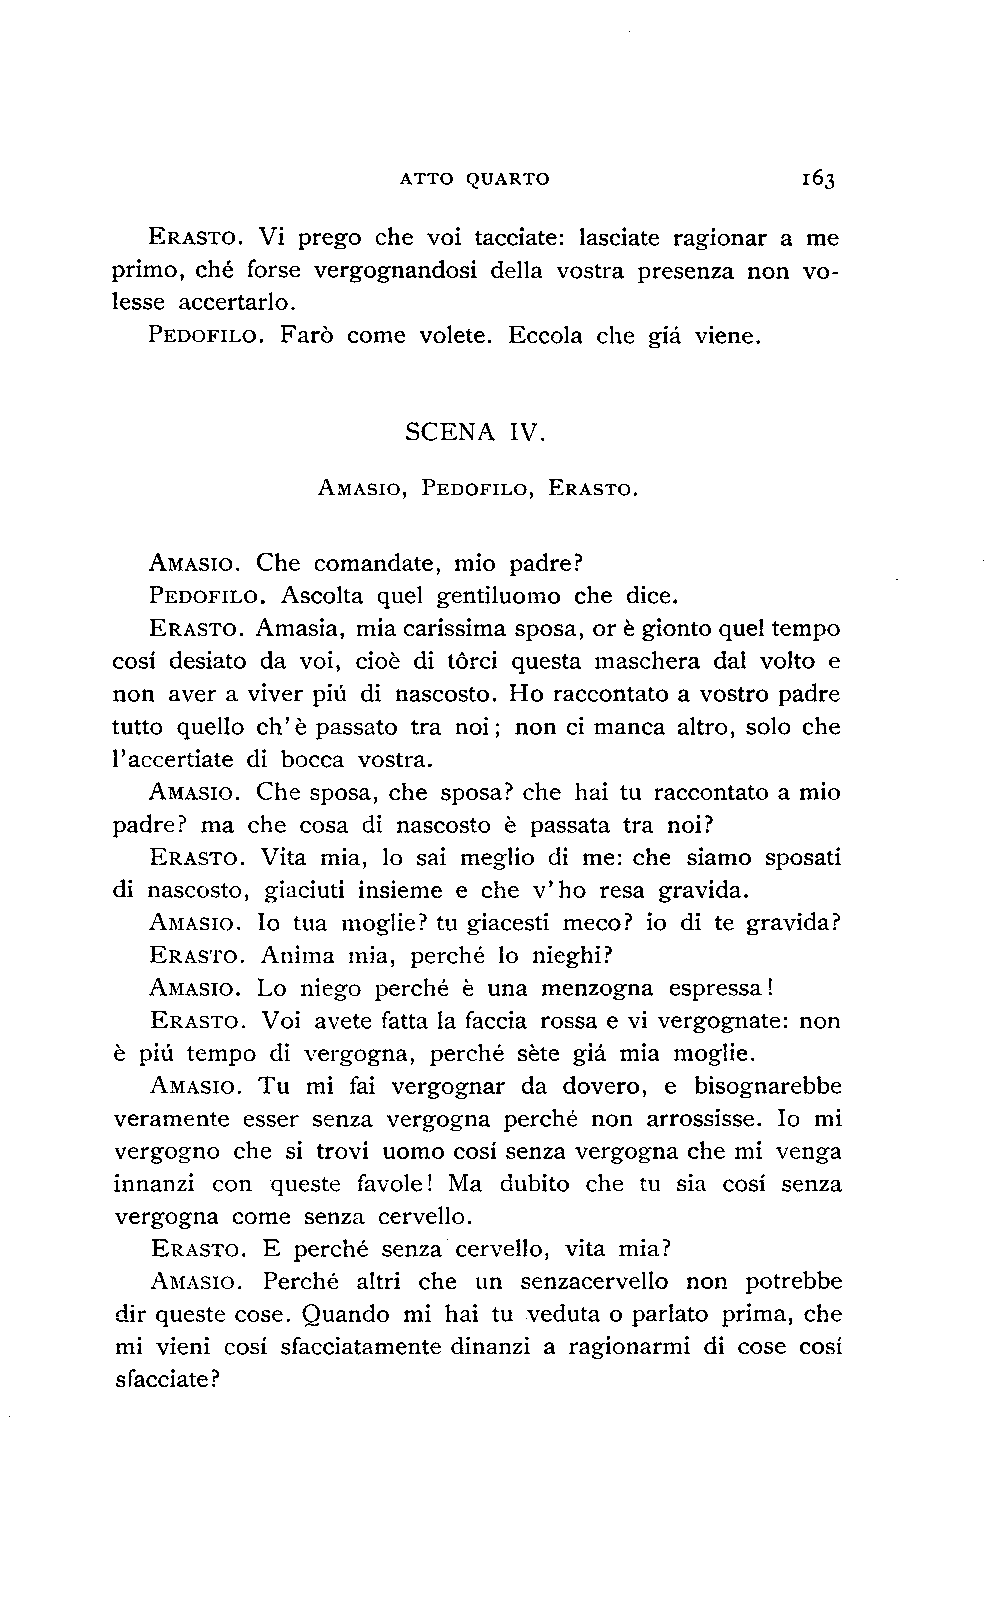 ATTO QUARTO 163
ERASTO. Vi prego che voi tacciate: lasciate ragionar a me
primo, ché forse vergognandosi della vostra presenza non vo-
lesse accertarlo.
PEDOFILO. Farò come volete. Eccola che giá viene.
SCENA IV.
AMASIO, PEDOFILO, ERASTO.
AMASIO. Che comandate, mio padre?
PEDOFILO. Ascolta quel gentiluomo che dice.
ERASTO. Amasia, mia carissima sposa, or è gionto quel tempo
cosí desiato da voi, cioè di tôrci questa maschera dal volto e
non aver a viver piú di nascosto. Ho raccontato a vostro padre
tutto quello ch'è passato tra noi; non ci manca altro, solo che
l'accertiate di bocca vostra.
AMASIO. Che sposa, che sposa? che hai tu raccontato a mio
padre? ma che cosa di nascosto è passata tra noi?
ERASTO. Vita mia, lo sai meglio di me: che siamo sposati
di nascosto, giaciuti insieme e che v'ho resa gravida.
AMASIO. Io tua moglie? tu giacesti meco? io di te gravida?
ERASTO. Anima mia, perché lo nieghi?
AMASIO. Lo niego perché è una menzogna espressa!
ERASTO. Voi avete fatta la faccia rossa e vi vergognate: non
è piú tempo di vergogna, perché sète giá mia moglie.
AMASIO. Tu mi fai vergognar da dovero, e bisognarebbe
veramente esser senza vergogna perché non arrossisse. Io mi
vergogno che si trovi uomo cosí senza vergogna che mi venga
innanzi con queste favole! Ma dubito che tu sia cosí senza
vergogna come senza cervello.
ERASTO. E perché senza cervello, vita mia?
AMASIO. Perché altri che un senzacervello non potrebbe
dir queste cose. Quando mi hai tu veduta o parlato prima, che
mi vieni cosí sfacciatamente dinanzi a ragionarmi di cose cosí
sfacciate?